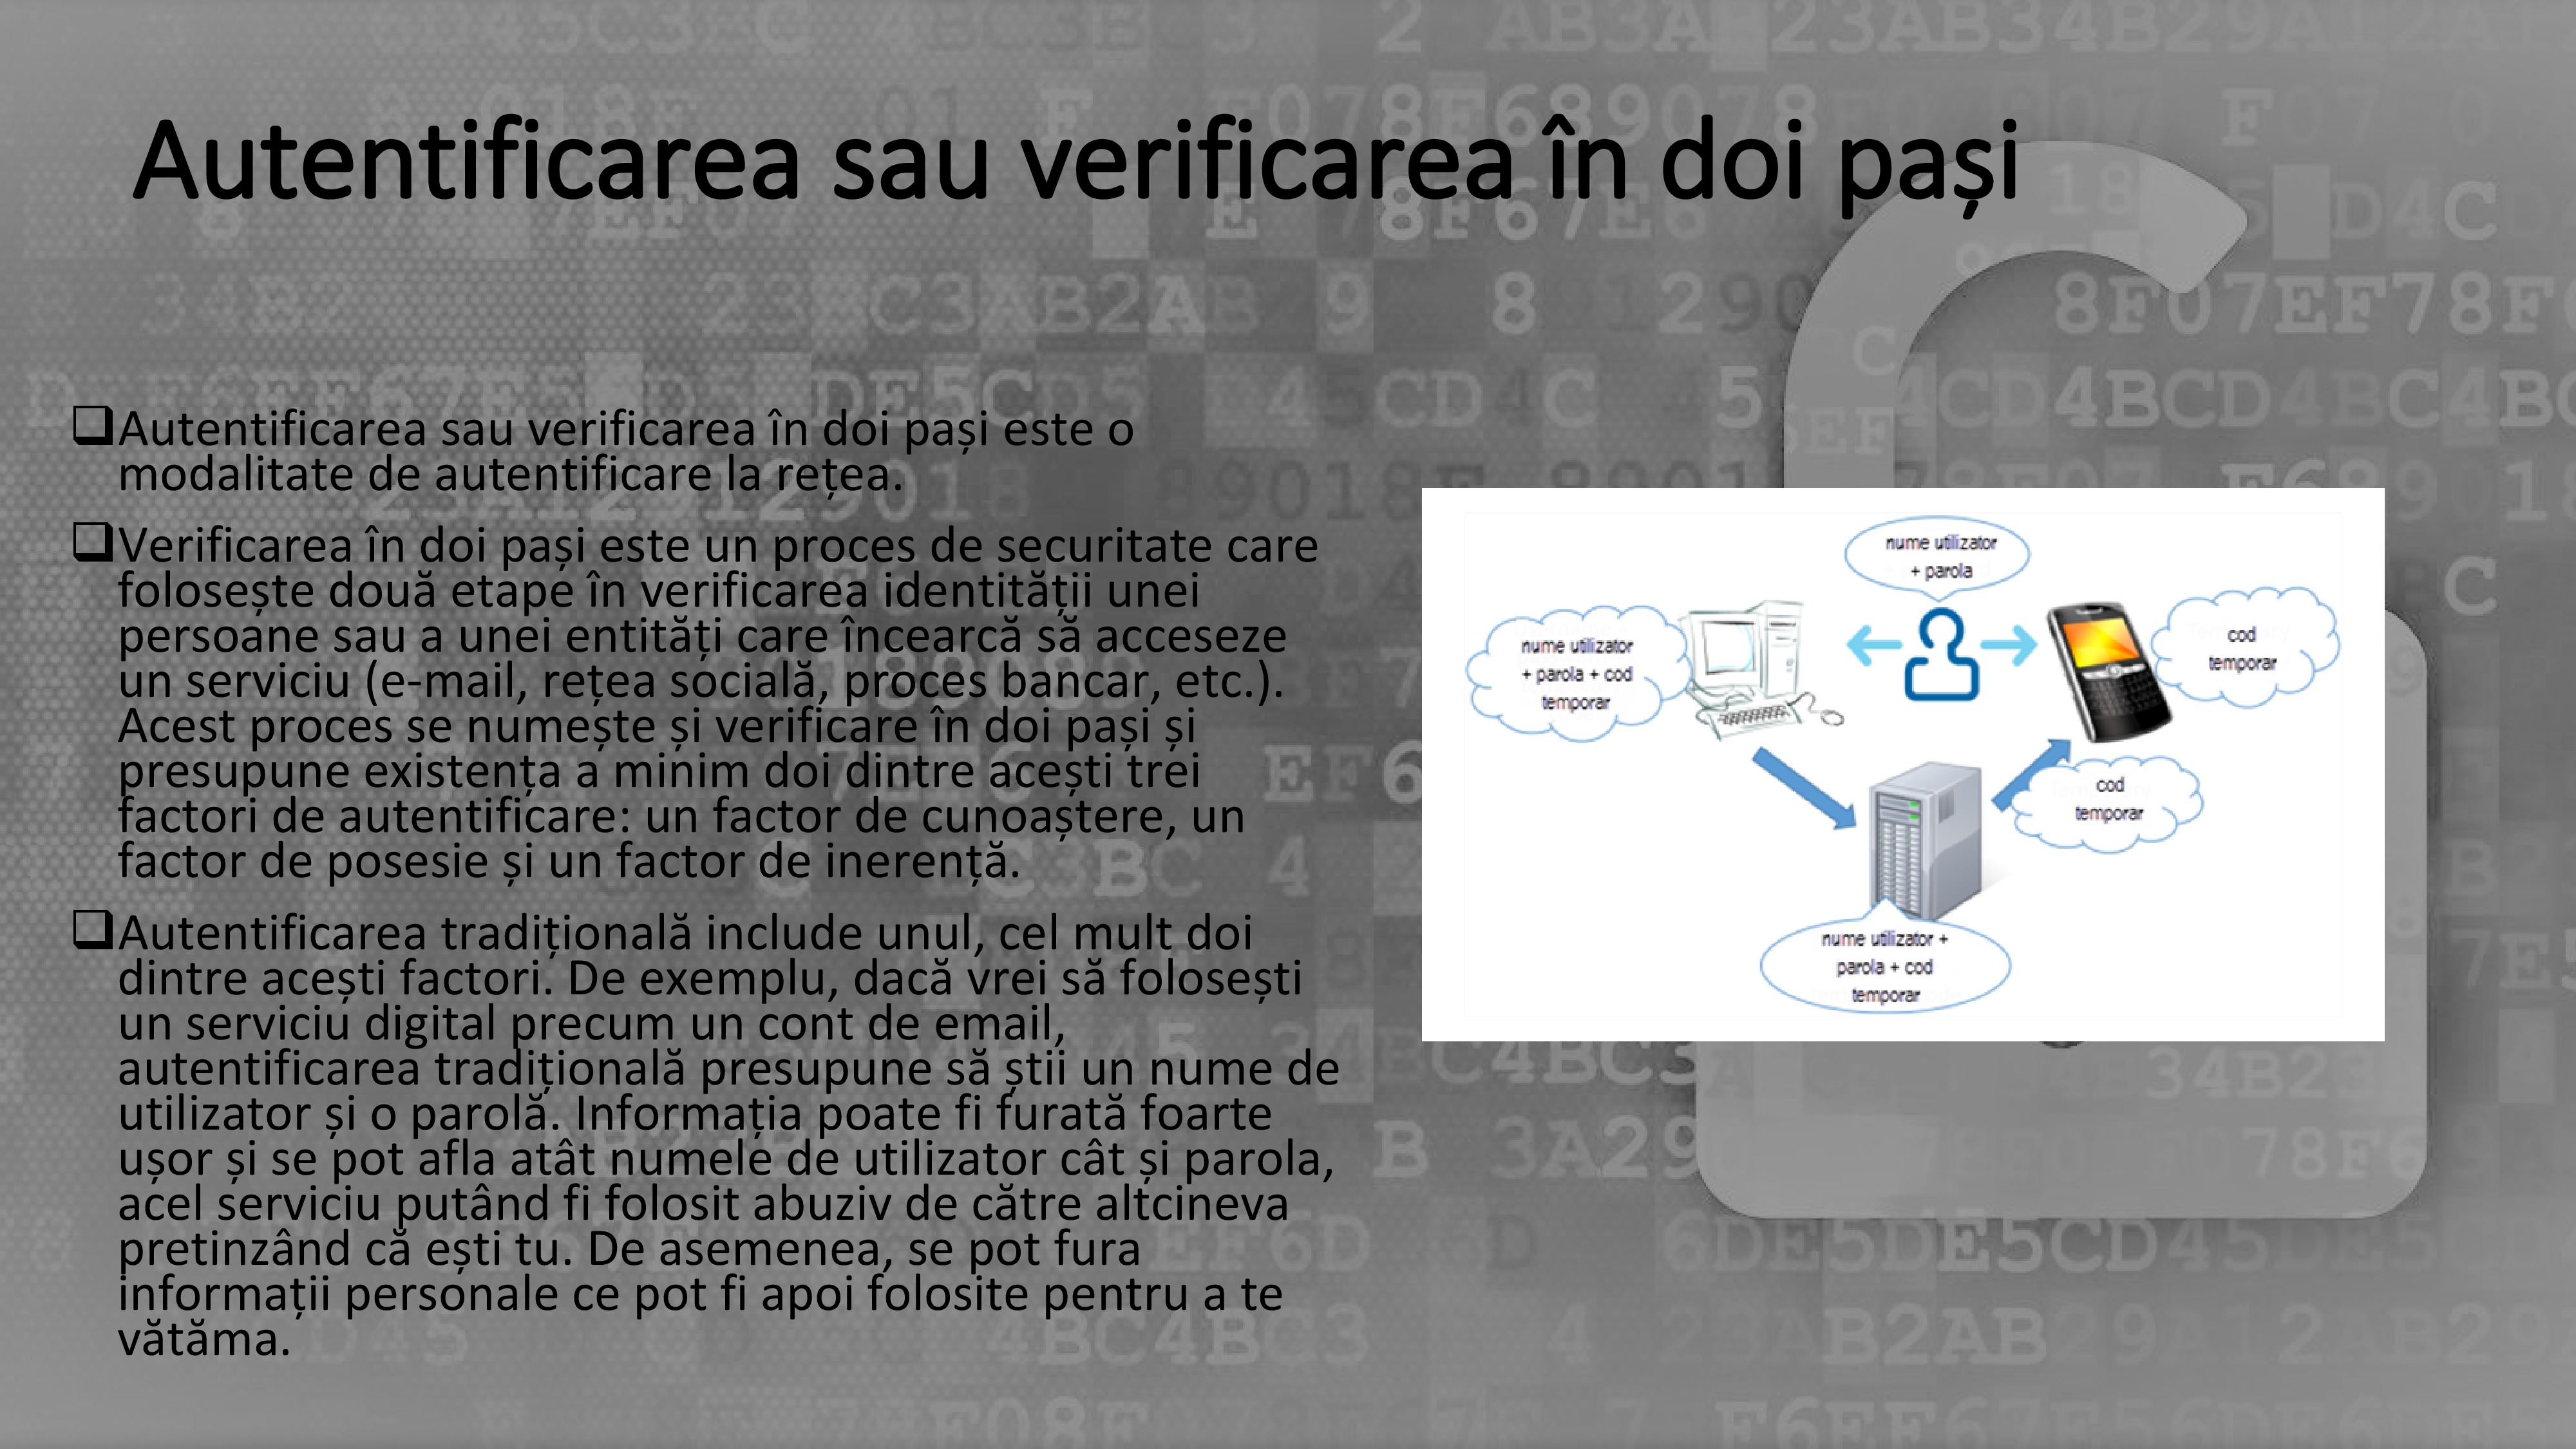 Autentificarea sau verificarea în doi pași
Autentificarea sau verificarea în doi pași este o
modalitate de autentificare la rețea.
Verificarea în doi pași este un proces de securitate care
folosește două etape în verificarea identității unei
persoane sau a unei entități care încearcă să acceseze
un serviciu (e-mail, rețea socială, proces bancar, etc.).
Acest proces se numește și verificare în doi pași și
presupune existența a minim doi dintre acești trei
factori de autentificare: un factor de cunoaștere, un
factor de posesie și un factor de inerență.
Autentificarea tradițională include unul, cel mult doi
dintre acești factori. De exemplu, dacă vrei să folosești
un serviciu digital precum un cont de email,
autentificarea tradițională presupune să știi un nume de
utilizator și o parolă. Informația poate fi furată foarte
ușor și se pot afla atât numele de utilizator cât și parola,
acel serviciu putând fi folosit abuziv de către altcineva
pretinzând că ești tu. De asemenea, se pot fura
informații personale ce pot fi apoi folosite pentru a te
vătăma.
nume utilizator
+ parola
nume utilizator
+ parola + cod
temporar
cod
temporar
cod
temporar
nume utilizator +
parola + cod
temporar